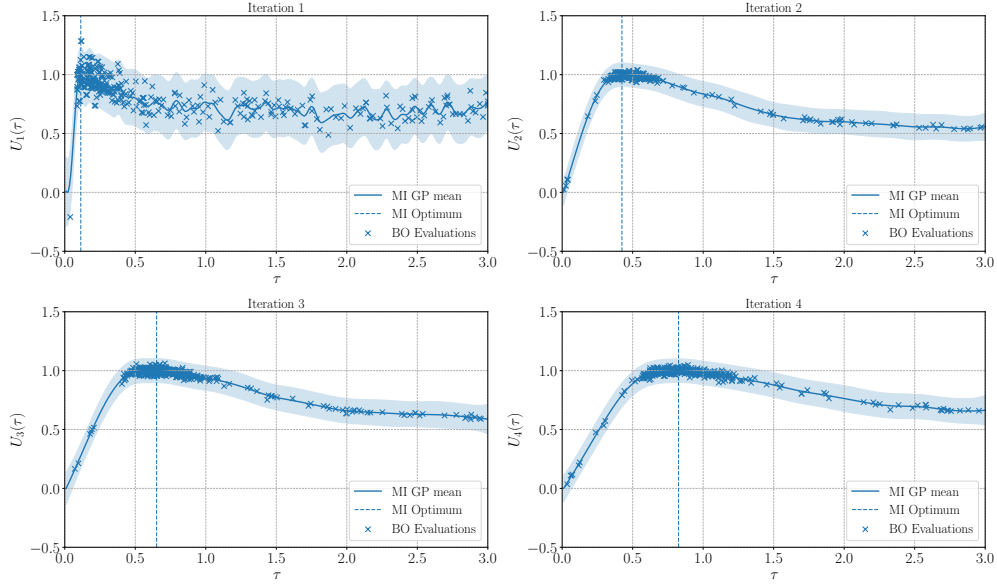 Iteration 1
1.5
1.0
0.5
0.0
−0.5
U1(τ)
0.0 0.5 1.0 1.5 2.0 2.5 3.0
τ
MI GP mean
MI Optimum
BO Evaluations
Iteration 2
1.5
1.0
0.5
0.0
−0.5
U2(τ)
0.0 0.5 1.0 1.5 2.0 2.5 3.0
τ
MI GP mean
MI Optimum
BO Evaluations
Iteration 3
1.5
1.0
0.5
0.0
−0.5
U3(τ)
0.0 0.5 1.0 1.5 2.0 2.5 3.0
τ
MI GP mean
MI Optimum
BO Evaluations
Iteration 4
1.5
1.0
0.5
0.0
−0.5
U4(τ)
0.0 0.5 1.0 1.5 2.0 2.5 3.0
τ
MI GP mean
MI Optimum
BO Evaluations